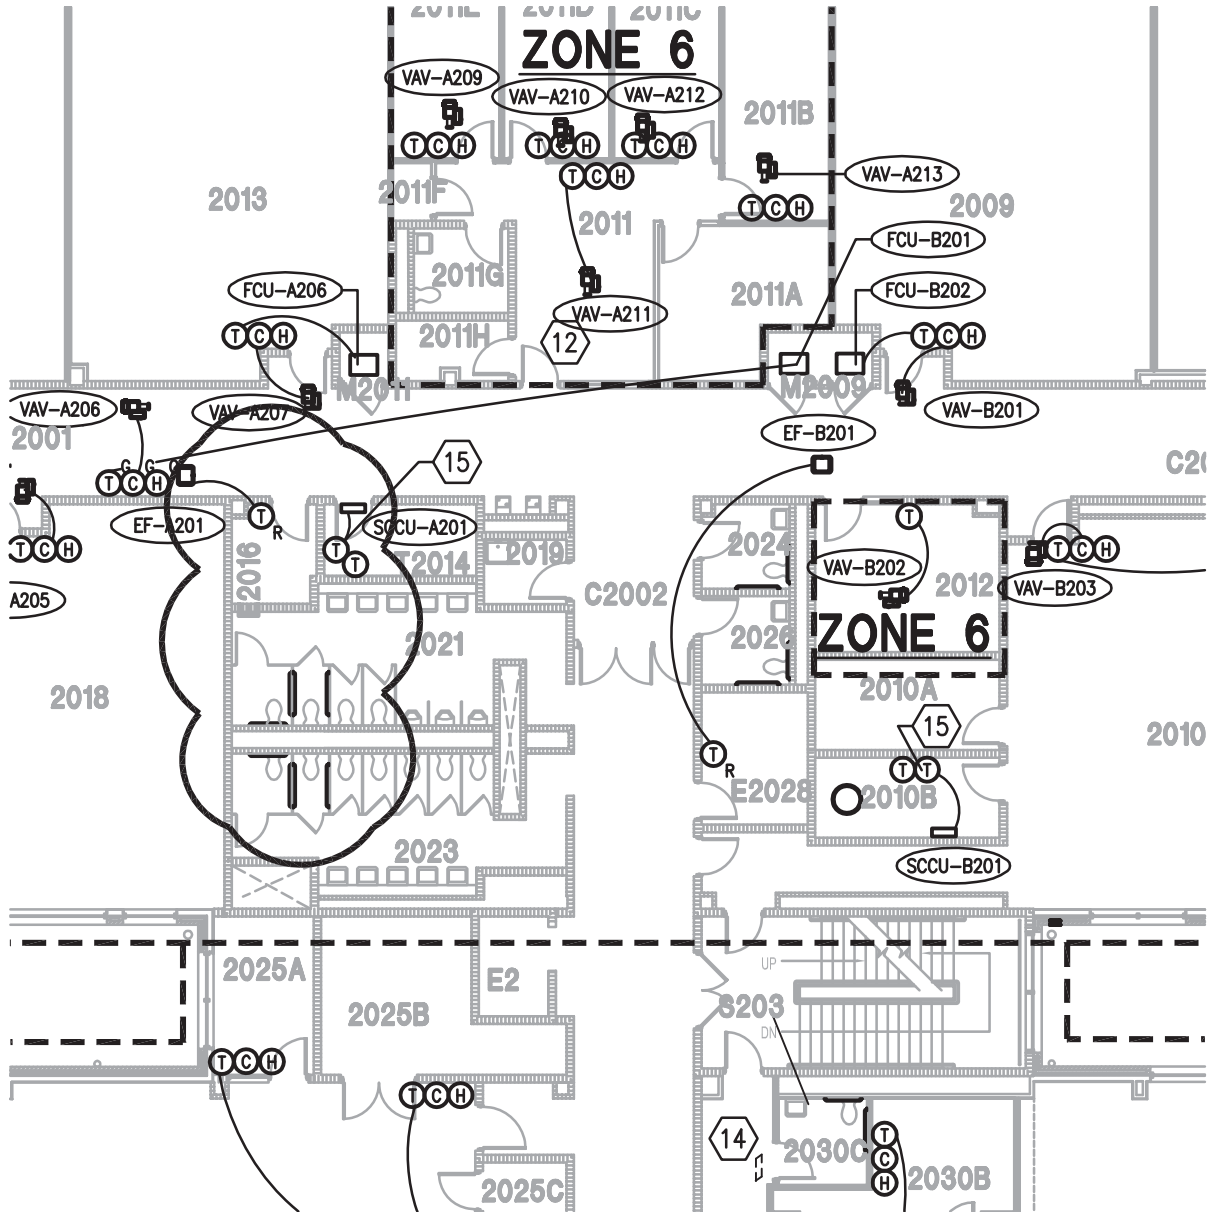 2011E 2011D 2011C
ZONE 6
VAV-A209
VAV-A210
VAV-A212
2011B
T C H
T C H
T C H
T C H
VAV-A213
2013
2011F
2011
T C H
2009
FCU-B201
2011G
FCU-A206
2011A
FCU-B202
VAV-A211
T C H
2011H
12
T C H
M2011
M2009
VAV-A206
VAV-A207
VAV-B201
2001
EF-B201
G G G
T C H
15
EF-A201
T R
SCCU-A201
T
VAV-B202
T C H
T C H
T T
T2014
2019
2024
E2016
C2002
2012
VAV-B203
A205
2021
2026
ZONE 6
2018
2010A
15
2010
T R
T T
E2028
2010B
2023
SCCU-B201
2025A
E2
UP
2025B
S203
DN
T C H
T C H
14
2030C
T
C
H
2030B
2025C